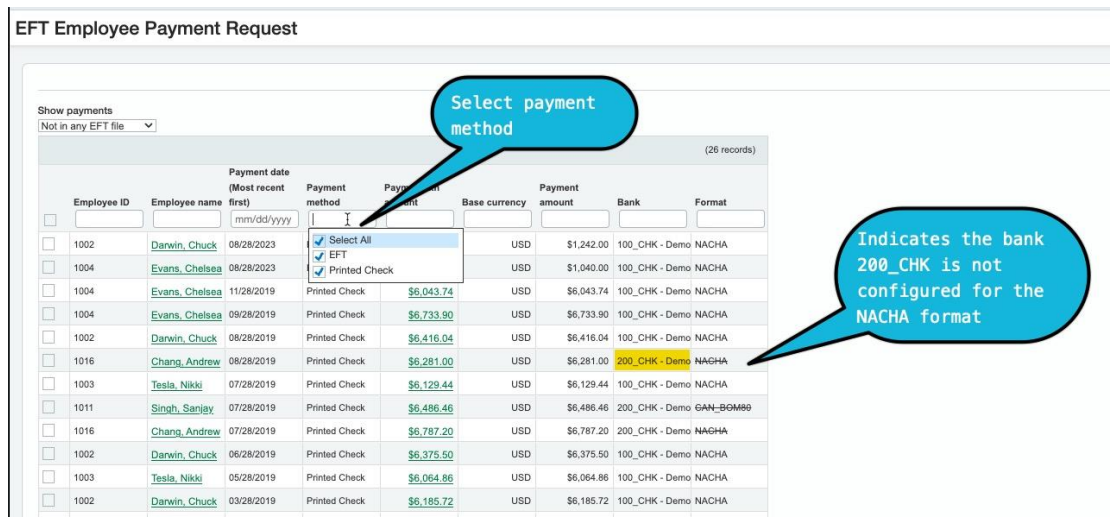 EFT Employee Payment Request
Show payments
Not in any EFT file
Select payment
method
(26 records)
Employee ID Employee name Payment date (Most recent first) Payment method amount Base currency Payment amount Bank Format
mm/dd/yyyy
Select All
EFT
Printed Check
1002 Darwin, Chuck 08/28/2023 USD $1,242.00 100_CHK - Demo NACHA
1004 Evans, Chelsea 08/28/2023 USD $1,040.00 100_CHK - Demo NACHA
1004 Evans, Chelsea 11/28/2019 Printed Check $6,043.74 USD $6,043.74 100_CHK - Demo NACHA
1004 Evans, Chelsea 09/28/2019 Printed Check $6,733.90 USD $6,733.90 100_CHK - Demo NACHA
1002 Darwin, Chuck 08/28/2019 Printed Check $6,416.04 USD $6,416.04 100_CHK - Demo NACHA
1016 Chang, Andrew 08/28/2019 Printed Check $6,281.00 USD $6,281.00 200_CHK - Demo NACHA
1003 Tesla, Nikki 07/28/2019 Printed Check $6,129.44 USD $6,129.44 100_CHK - Demo NACHA
1011 Singh, Sanjay 07/28/2019 Printed Check $6,486.46 USD $6,486.46 200_CHK - Demo CAN_BOM80
1016 Chang, Andrew 07/28/2019 Printed Check $6,787.20 USD $6,787.20 200_CHK - Demo NACHA
1002 Darwin, Chuck 06/28/2019 Printed Check $6,375.50 USD $6,375.50 100_CHK - Demo NACHA
1003 Tesla, Nikki 05/28/2019 Printed Check $6,064.86 USD $6,064.86 100_CHK - Demo NACHA
1002 Darwin, Chuck 03/28/2019 Printed Check $6,185.72 USD $6,185.72 100_CHK - Demo NACHA
Indicates the bank
200_CHK is not
configured for the
NACHA format